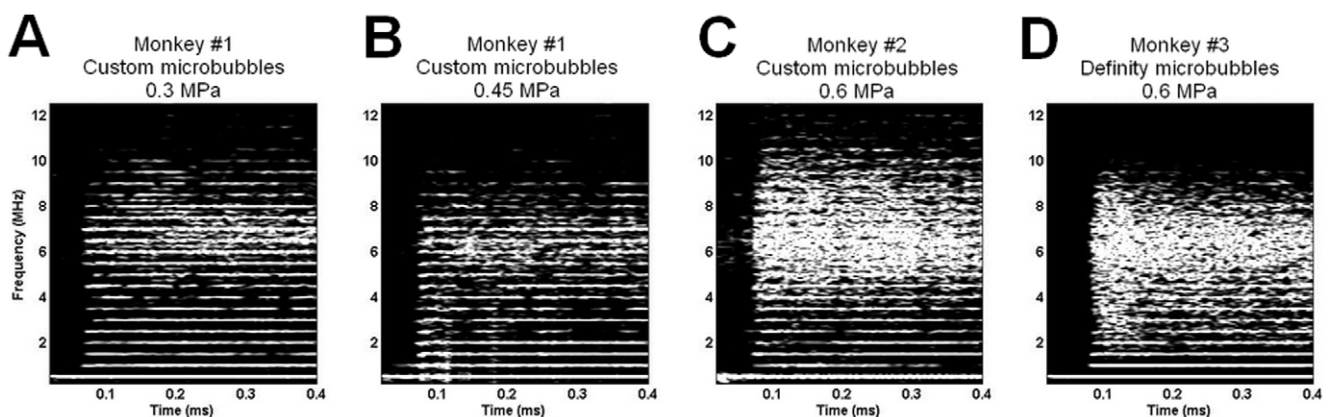 A
Monkey #1
Custom microbubbles
0.3 MPa
Frequency (MHz)
12
10
8
6
4
2
0.1 0.2 0.3 0.4
Time (ms)
B
Monkey #1
Custom microbubbles
0.45 MPa
12
10
8
6
4
2
0.1 0.2 0.3 0.4
Time (ms)
C
Monkey #2
Custom microbubbles
0.6 MPa
12
10
8
6
4
2
0.1 0.2 0.3 0.4
Time (ms)
D
Monkey #3
Definity microbubbles
0.6 MPa
12
10
8
6
4
2
0.1 0.2 0.3 0.4
Time (ms)